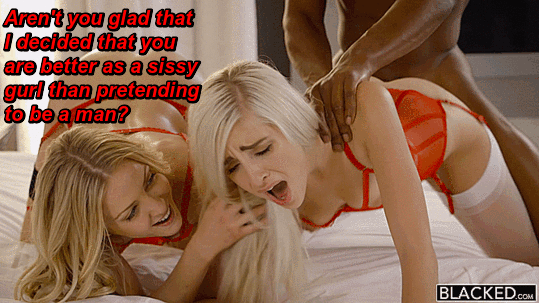 Aren't you glad that
I decided that you
are better as a sissy
gurl than pretending
to be a man?
BLACKED.COM